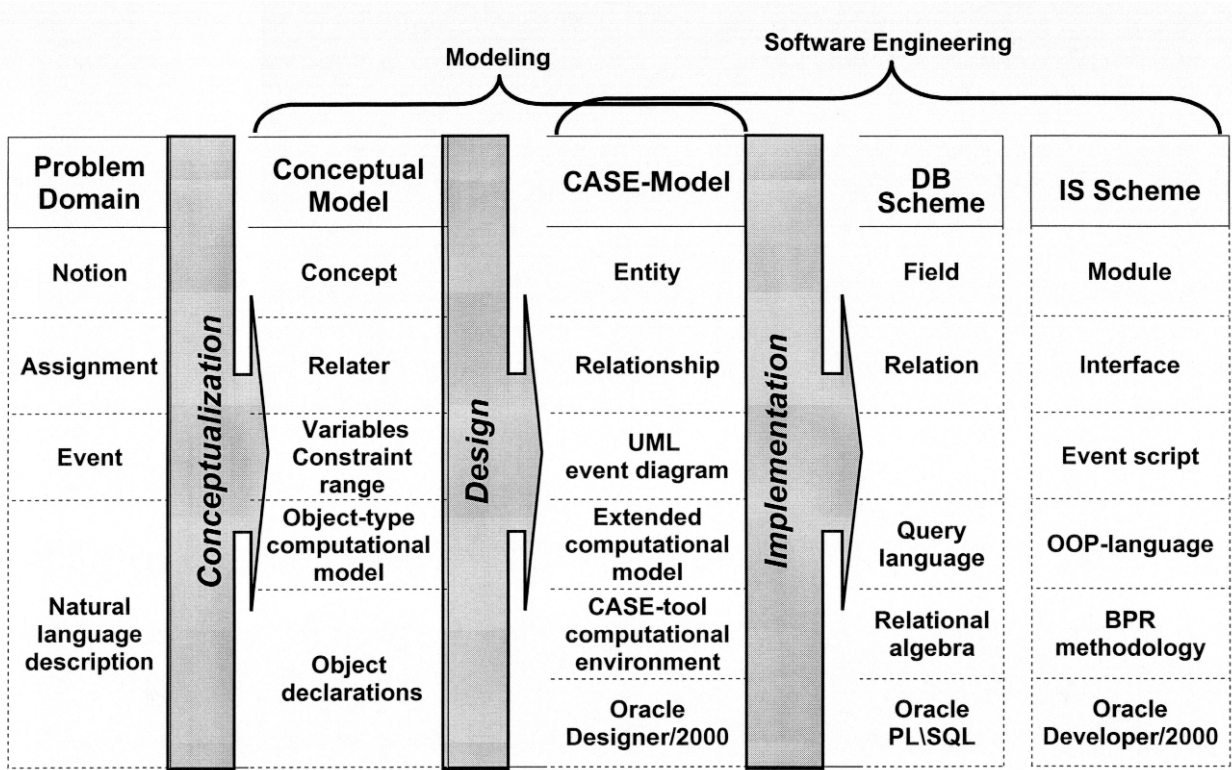 Modeling
Software Engineering
Problem
Domain
Conceptual
Model
CASE-Model
DB
Scheme
IS Scheme
Notion
Concept
Entity
Field
Module
Assignment
Relater
Relationship
Relation
Interface
Event
Variables
Constraint
range
UML
event diagram
Event script
Natural
language
description
Object-type
computational
model
Extended
computational
model
Query
language
OOP-language
Object
declarations
CASE-tool
computational
environment
Relational
algebra
BPR
methodology
Oracle
Designer/2000
Oracle
PL\SQL
Oracle
Developer/2000
Conceptualization
Design
Implementation